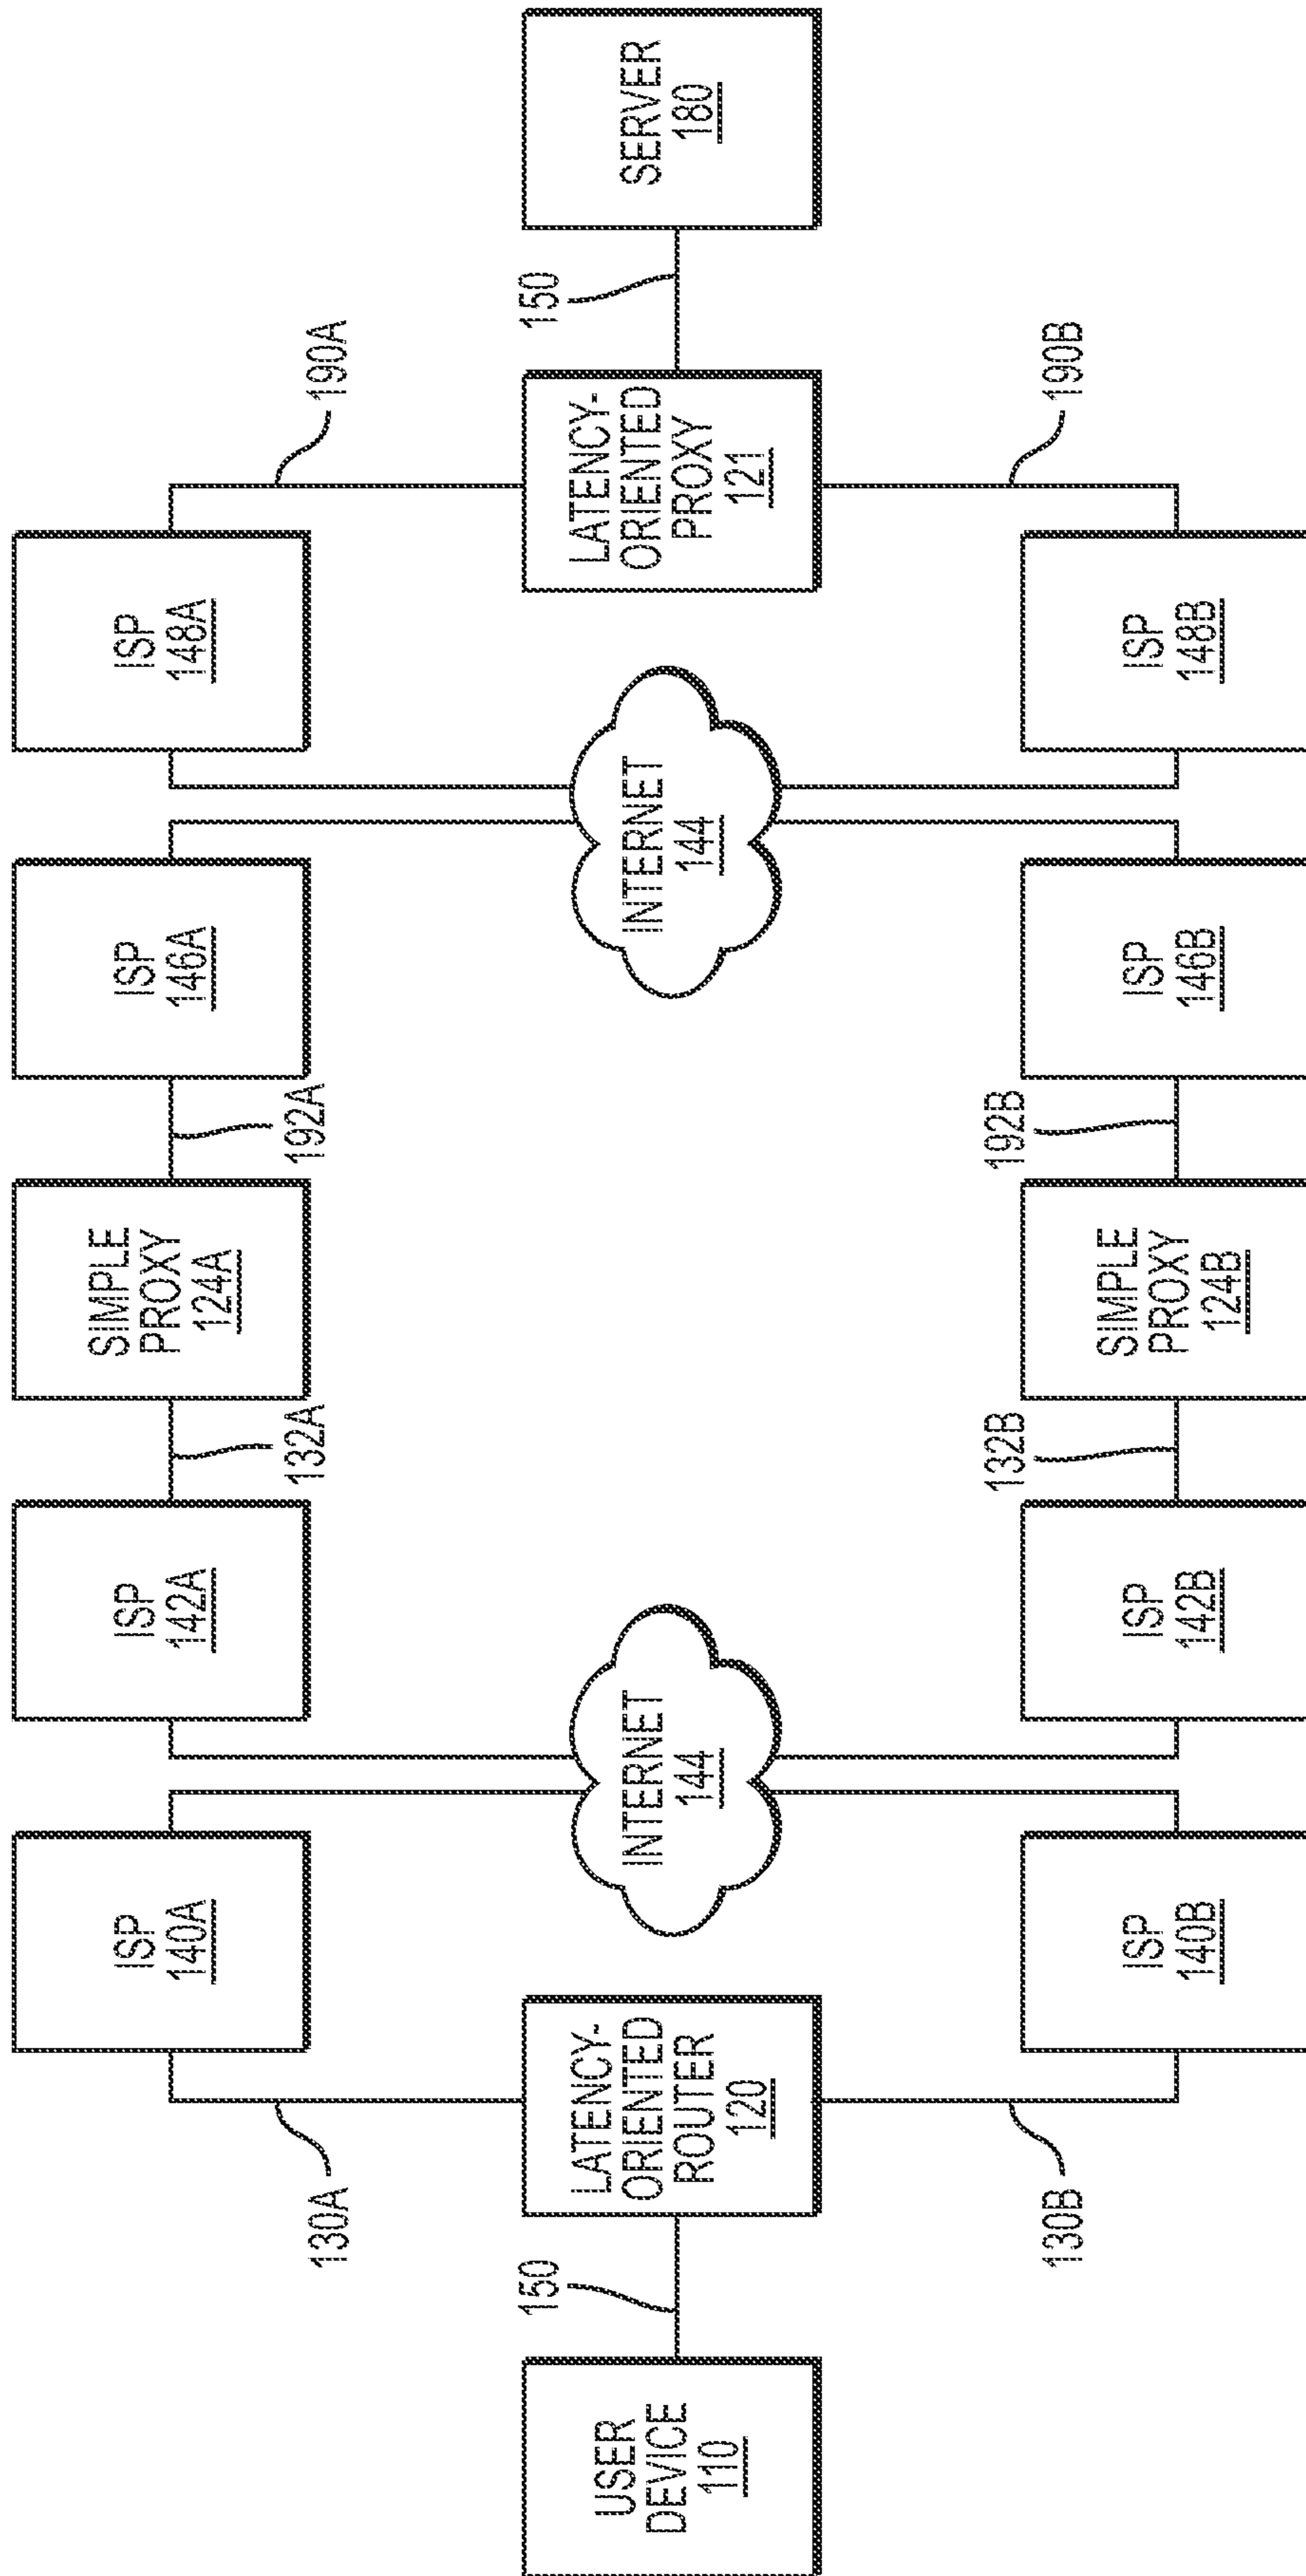 ISP
140A
ISP
142A
SIMPLE
PROXY
124A
ISP
146A
ISP
148A
130A
132A
192A
190A
150
150
USER
DEVICE
110
LATENCY-
ORIENTED
ROUTER
120
INTERNET
144
INTERNET
144
LATENCY-
ORIENTED
PROXY
121
SERVER
180
130B
132B
192B
190B
ISP
140B
ISP
142B
SIMPLE
PROXY
124B
ISP
146B
ISP
148B